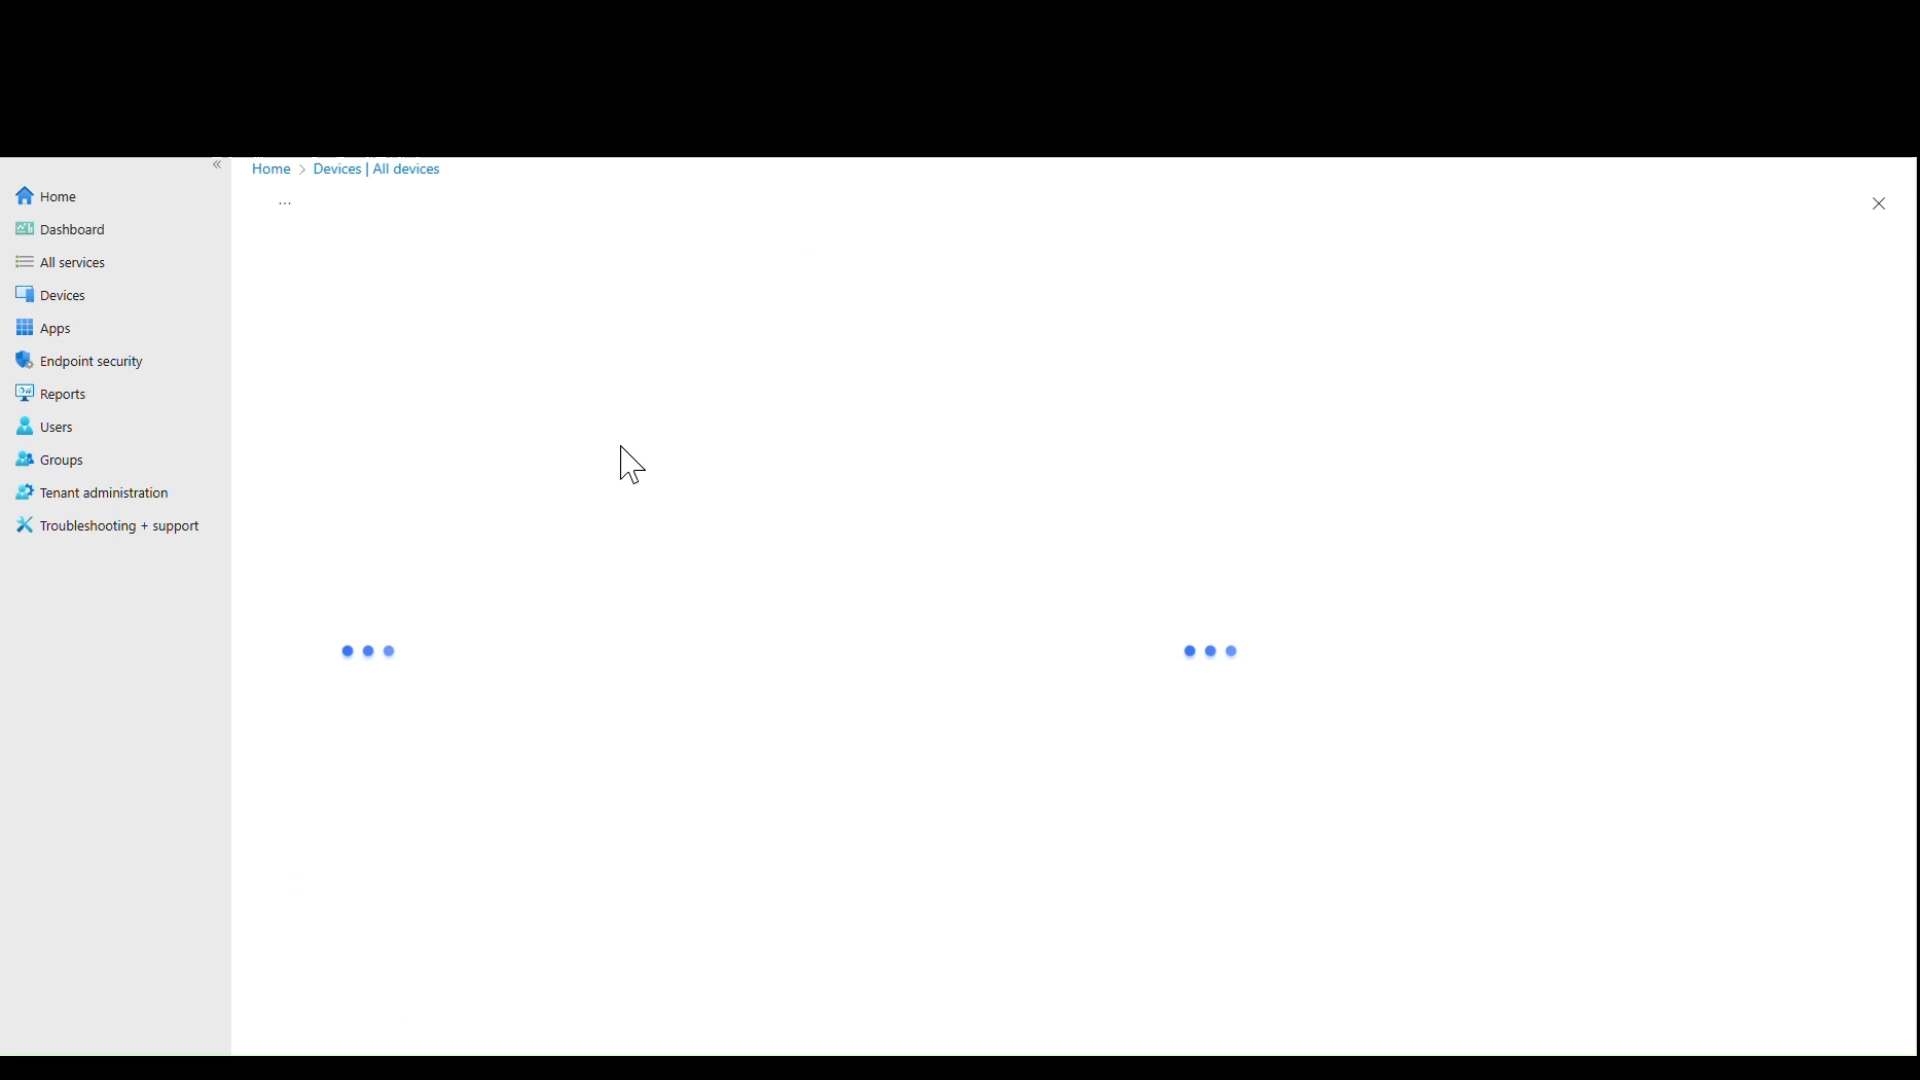 Home > Devices | All devices
...
Home
Dashboard
All services
Devices
Apps
Endpoint security
Reports
Users
Groups
Tenant administration
Troubleshooting + support